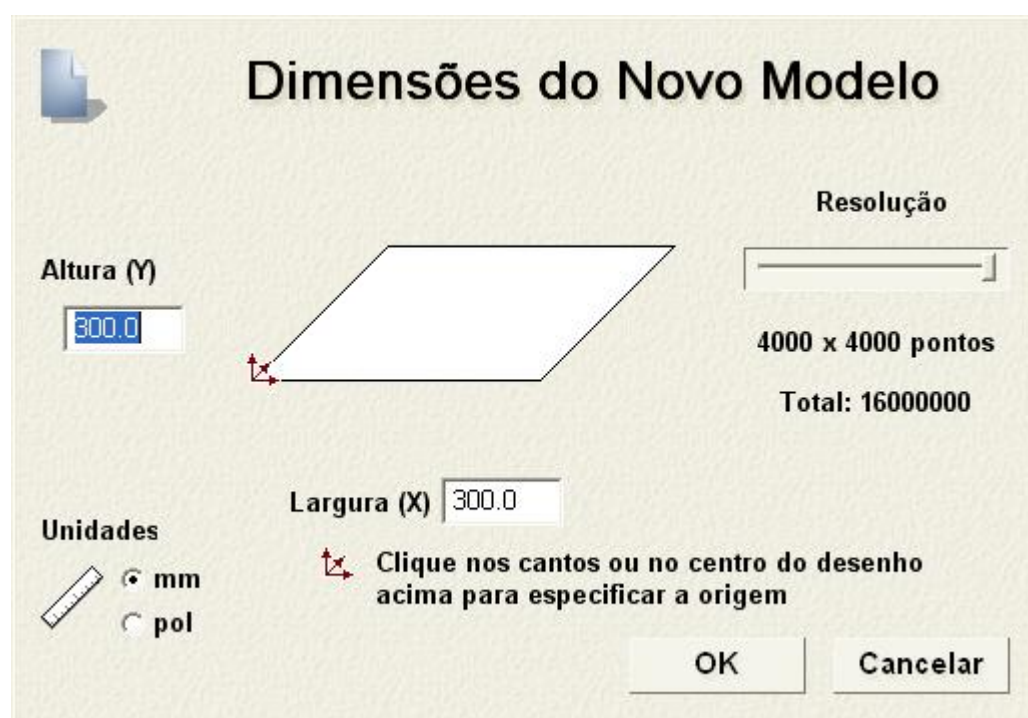 Dimensões do Novo Modelo
Resolução
Altura (Y)
300.0
4000 x 4000 pontos
Total: 16000000
Largura (X) 300.0
Unidades
mm
pol
Clique nos cantos ou no centro do desenho
acima para especificar a origem
OK
Cancelar